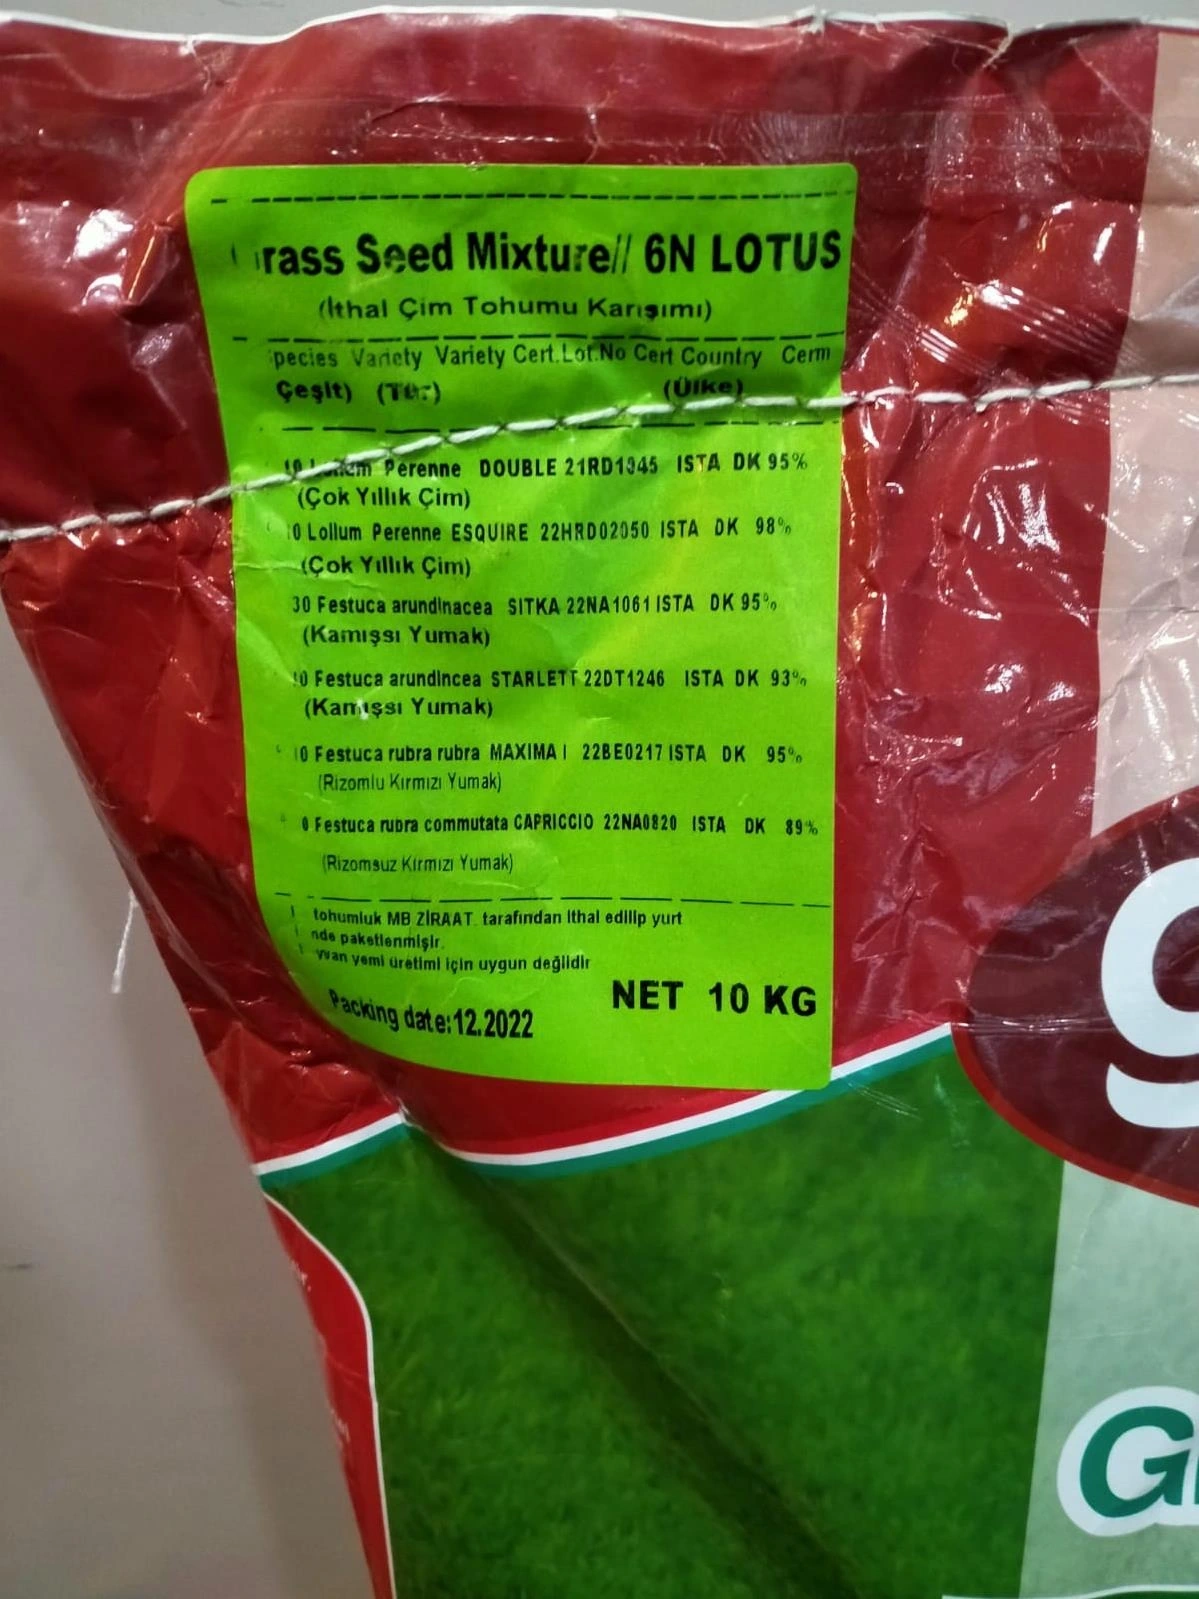 rass Seed Mixture// 6N LOTUS
(İthal Çim Tohumu Karışımı)
pecies Variety Variety Cert.Lot.No Cert Country Cerm
Çeşit) (Tür) (Ülke)
Perenne DOUBLE 21RD1945 ISTA DK 95%
(Çok Yıllık Çim)
0 Lollum Perenne ESQUIRE 22HRD02050 ISTA DK 98%
(Çok Yıllık Çim)
30 Festuca arundinacea SITKA 22NA1061 ISTA DK 95%
(Kamışsı Yumak)
0 Festuca arundincea STARLETT 22DT1246 ISTA DK 93%
(Kamışsı Yumak)
10 Festuca rubra rubra MAXIMA I 22BE0217 ISTA DK 95%
(Rizomlu Kırmızı Yumak)
0 Festuca rubra commutata CAPRICCIO 22NA0820 ISTA DK 89%
(Rizomsuz Kırmızı Yumak)
tohumluk MB ZİRAAT tarafından ithal edilip yurt
nde paketlenmişir.
yvan yemi üretimi için uygun değildir
NET 10 KG
Packing date:12.2022
g
G